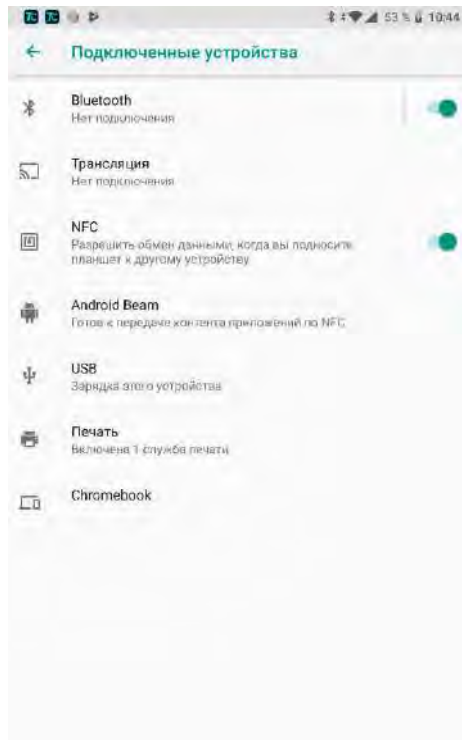 53 % 10:44
Подключенные устройства
Bluetooth
Нет подключения
Трансляция
Нет подключения
NFC
Разрешить обмен данными, когда вы подносите
планшет к другому устройству
Android Beam
Готов к передаче контента приложений по NFC
USB
Зарядка этого устройства
Печать
Включена 1 служба печати
Chromebook